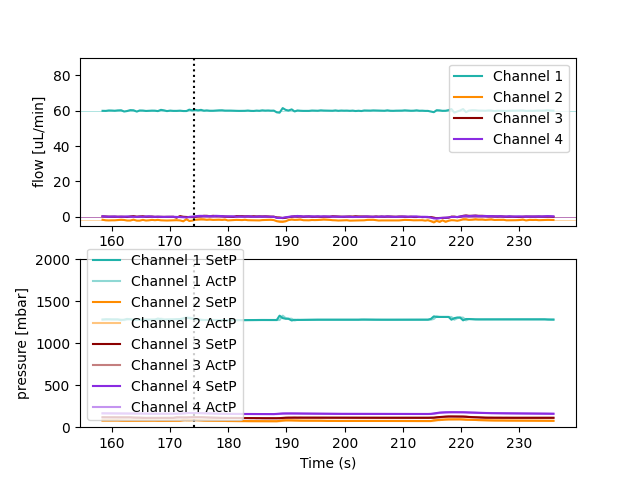 80
60
40
20
0
flow [uL/min]
Channel 1
Channel 2
Channel 3
Channel 4
160 170 180 190 200 210 220 230
2000
1500
1000
500
0
pressure [mbar]
Channel 1 SetP
Channel 1 ActP
Channel 2 SetP
Channel 2 ActP
Channel 3 SetP
Channel 3 ActP
Channel 4 SetP
Channel 4 ActP
160 170 180 190 200 210 220 230
Time (s)